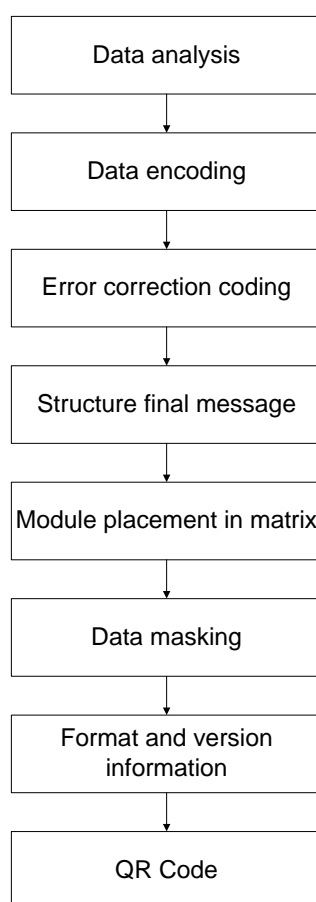 Data analysis
Data encoding
Error correction coding
Structure final message
Module placement in matrix
Data masking
Format and version
information
QR Code